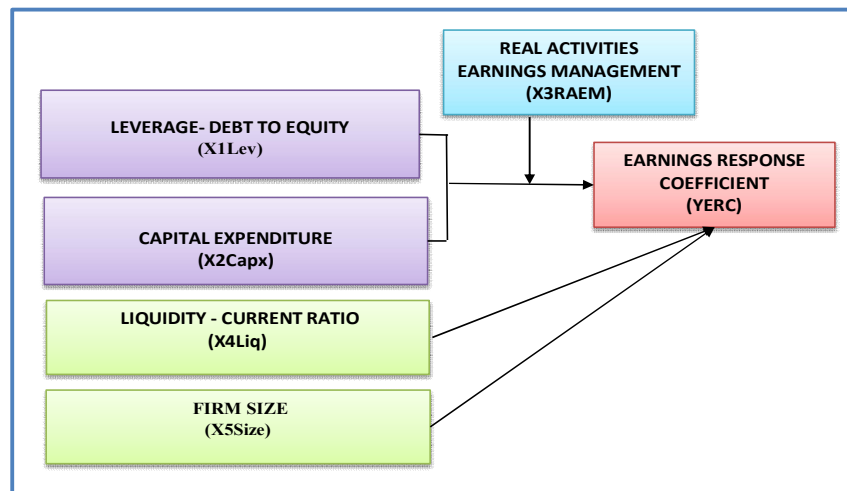 REAL ACTIVITIES
EARNINGS MANAGEMENT
(X3RAEM)
LEVERAGE- DEBT TO EQUITY
(X1Lev)
EARNINGS RESPONSE
COEFFICIENT
(YERC)
CAPITAL EXPENDITURE
(X2Capx)
LIQUIDITY - CURRENT RATIO
(X4Liq)
FIRM SIZE
(X5Size)